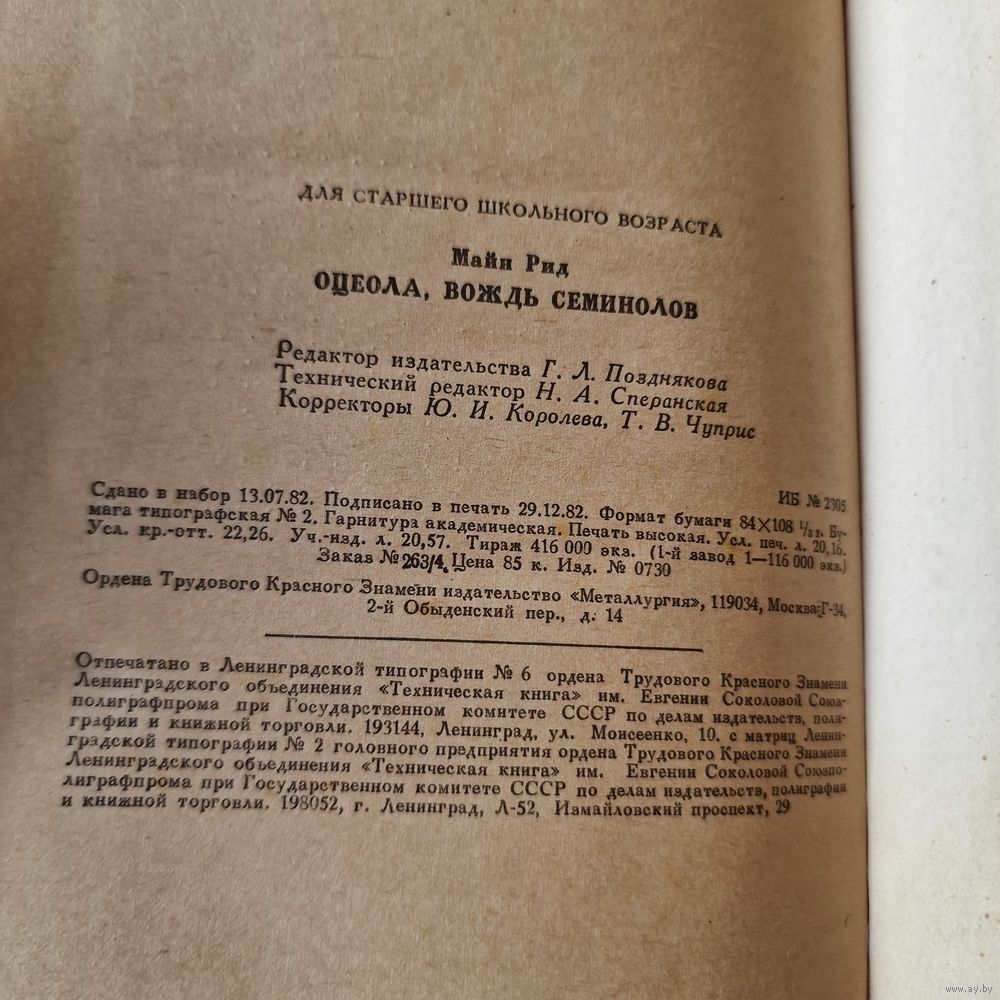 ДЛЯ СТАРШЕГО ШКОЛЬНОГО ВОЗРАСТА
Майн Рид
ОЦЕОЛА, ВОЖДЬ СЕМИНОЛОВ
Редактор издательства Г. Л. Позднякова
Технический редактор Н. А. Сперанская
Корректоры Ю. И. Королева, Т. В. Чуприс
ИБ № 2305
Сдано в набор 13.07.82. Подписано в печать 29.12.82. Формат бумаги 84×108 1/32. Бу-
мага типографская № 2. Гарнитура академическая. Печать высокая. Усл. печ. л. 20,16.
Усл. кр.-отт. 22,26. Уч.-изд. л. 20,57. Тираж 416 000 экз. (1-й завод 1—116 000 экз.)
Заказ № 263/4. Цена 85 к. Изд. № 0730
Ордена Трудового Красного Знамени издательство «Металлургия», 119034, Москва, Г-34,
2-й Обыденский пер., д. 14
Отпечатано в Ленинградской типографии № 6 ордена Трудового Красного Знамени
Ленинградского объединения «Техническая книга» им. Евгении Соколовой Союз-
полиграфпрома при Государственном комитете СССР по делам издательств, поли-
графии и книжной торговли. 193144, Ленинград, ул. Моисеенко, 10. с матриц Ленин-
градской типографии № 2 головного предприятия ордена Трудового Красного Знамени
Ленинградского объединения «Техническая книга» им. Евгении Соколовой Союзпо-
лиграфпрома при Государственном комитете СССР по делам издательств, полиграфии
и книжной торговли. 198052, г. Ленинград, Л-52, Измайловский проспект, 29
www.ay.by